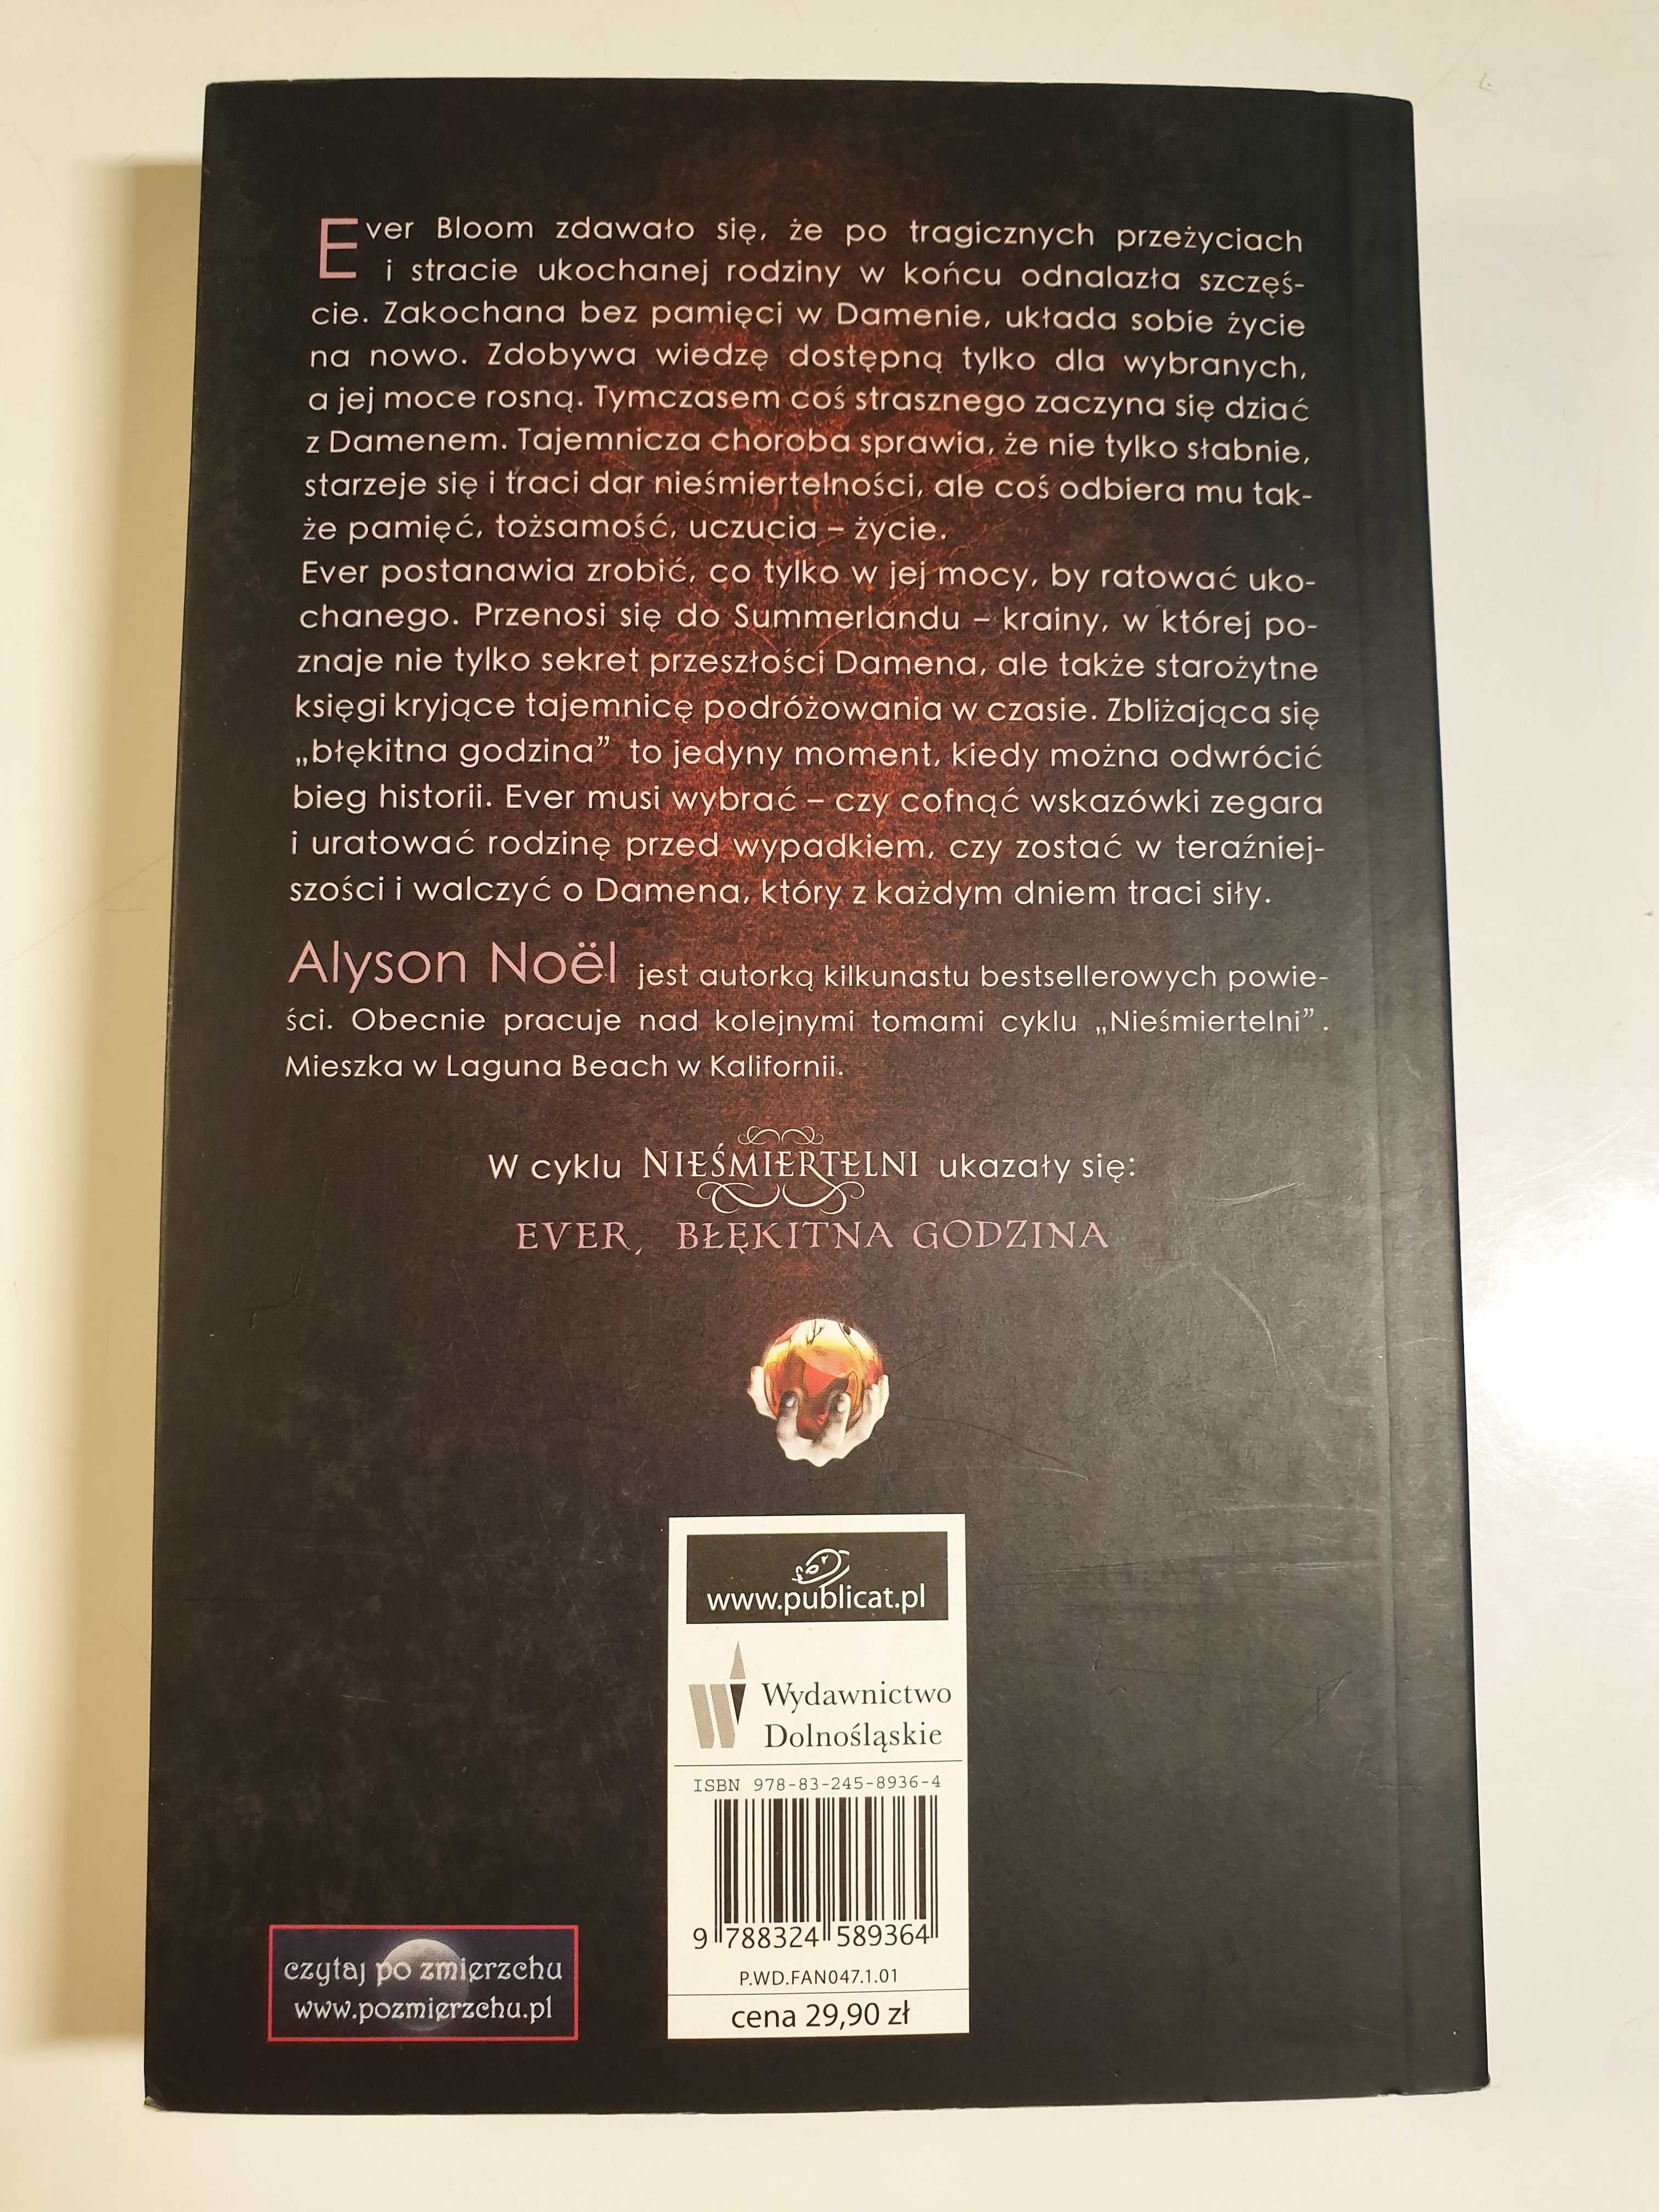 Ever Bloom zdawało się, że po tragicznych przeżyciach
i stracie ukochanej rodziny w końcu odnalazła szczęś-
cie. Zakochana bez pamięci w Damenie, układa sobie życie
na nowo. Zdobywa wiedzę dostępną tylko dla wybranych,
a jej moce rosną. Tymczasem coś strasznego zaczyna się dziać
z Damenem. Tajemnicza choroba sprawia, że nie tylko słabnie,
starzeje się i traci dar nieśmiertelności, ale coś odbiera mu tak-
że pamięć, tożsamość, uczucia – życie.
Ever postanawia zrobić, co tylko w jej mocy, by ratować uko-
chanego. Przenosi się do Summerlandu – krainy, w której po-
znaje nie tylko sekret przeszłości Damena, ale także starożytne
księgi kryjące tajemnicę podróżowania w czasie. Zbliżająca się
„błękitna godzina” to jedyny moment, kiedy można odwrócić
bieg historii. Ever musi wybrać – czy cofnąć wskazówki zegara
i uratować rodzinę przed wypadkiem, czy zostać w teraźniej-
szości i walczyć o Damena, który z każdym dniem traci siły.
Alyson Noël jest autorką kilkunastu bestsellerowych powie-
ści. Obecnie pracuje nad kolejnymi tomami cyklu „Nieśmiertelni”.
Mieszka w Laguna Beach w Kalifornii.
W cyklu NIEŚMIERTELNI ukazały się:
EVER, BŁĘKITNA GODZINA
www.publicat.pl
Wydawnictwo
Dolnośląskie
ISBN 978-83-245-8936-4
9 788324 589364
P.WD.FAN047.1.01
cena 29,90 zł
czytaj po zmierzchu
www.pozmierzchu.pl